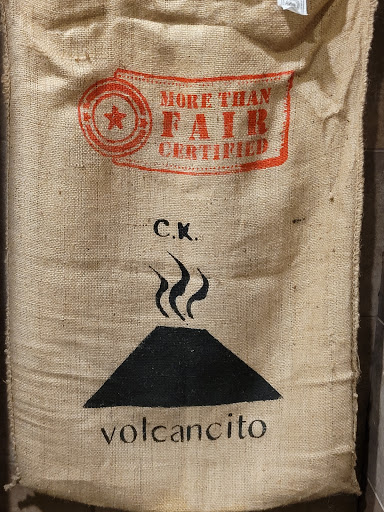 MORE THAN
FAIR
CERTIFIED
C.K.
volcancito